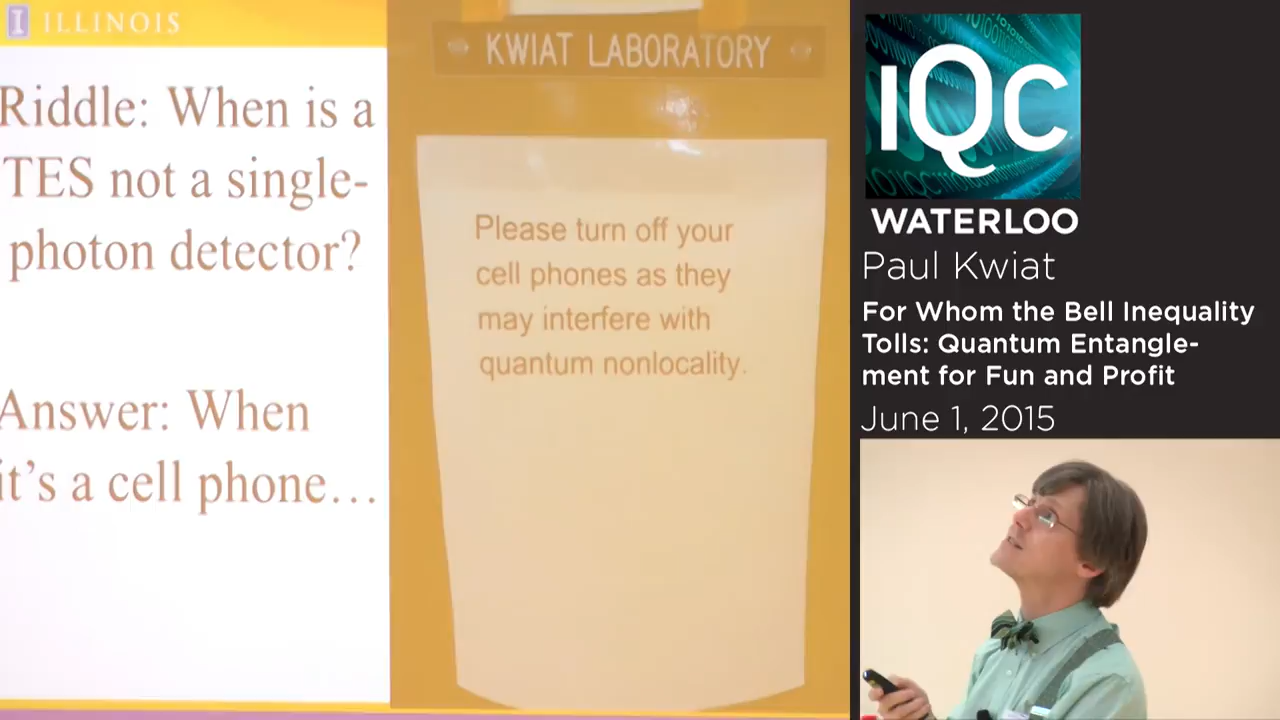 ILLINOIS
Riddle: When is a
TES not a single-
photon detector?
Answer: When
it's a cell phone...
KWIAT LABORATORY
Please turn off your
cell phones as they
may interfere with
quantum nonlocality.
IQC
WATERLOO
Paul Kwiat
For Whom the Bell Inequality
Tolls: Quantum Entangle-
ment for Fun and Profit
June 1, 2015